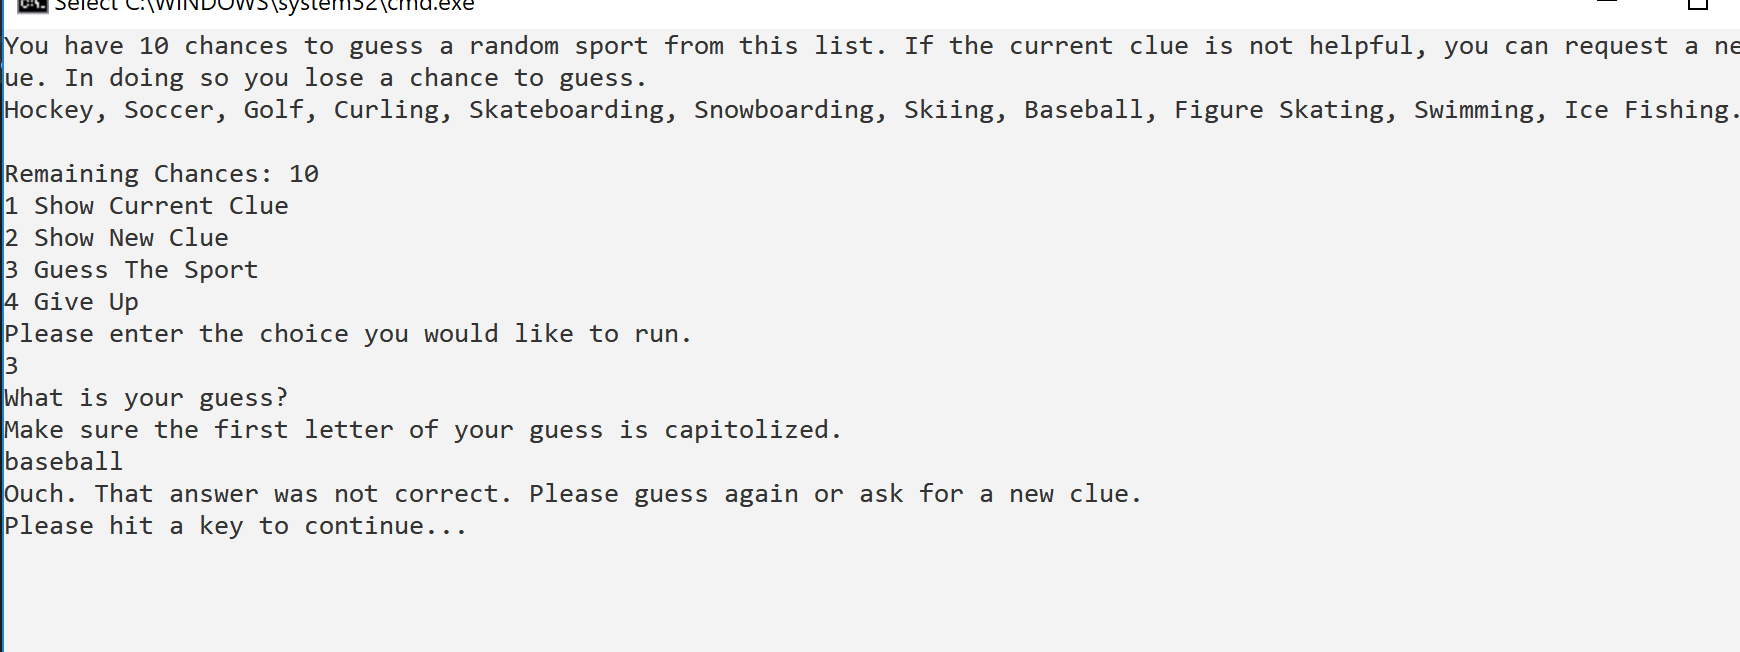 Select C:\WINDOWS\system32\cmd.exe
You have 10 chances to guess a random sport from this list. If the current clue is not helpful, you can request a ne
ue. In doing so you lose a chance to guess.
Hockey, Soccer, Golf, Curling, Skateboarding, Snowboarding, Skiing, Baseball, Figure Skating, Swimming, Ice Fishing.
Remaining Chances: 10
1 Show Current Clue
2 Show New Clue
3 Guess The Sport
4 Give Up
Please enter the choice you would like to run.
3
What is your guess?
Make sure the first letter of your guess is capitolized.
baseball
Ouch. That answer was not correct. Please guess again or ask for a new clue.
Please hit a key to continue...